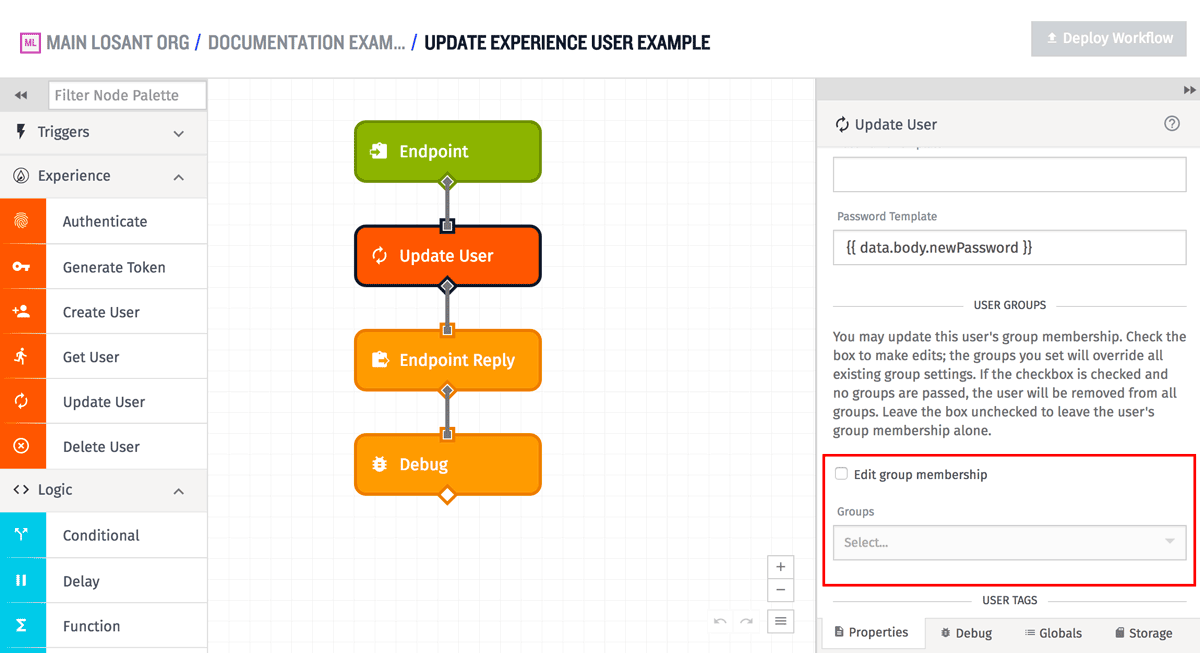 ML MAIN LOSANT ORG / DOCUMENTATION EXAM... / UPDATE EXPERIENCE USER EXAMPLE
Deploy Workflow
Filter Node Palette
Triggers
Experience
Authenticate
Generate Token
Create User
Get User
Update User
Delete User
Logic
Conditional
Delay
Function
Endpoint
Update User
Endpoint Reply
Debug
Update User
Password Template
{{ data.body.newPassword }}
USER GROUPS
You may update this user's group membership. Check the
box to make edits; the groups you set will override all
existing group settings. If the checkbox is checked and
no groups are passed, the user will be removed from all
groups. Leave the box unchecked to leave the user's
group membership alone.
Edit group membership
Groups
Select...
USER TAGS
Properties
Debug
Globals
Storage